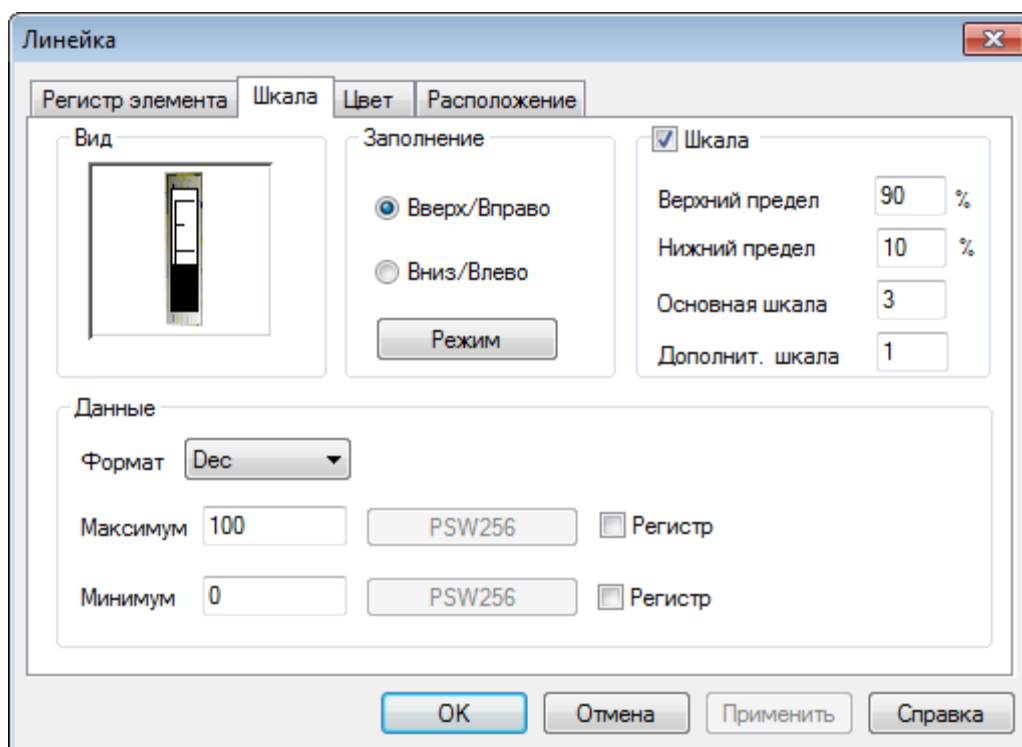 Линейка
Регистр элемента Шкала Цвет Расположение
Вид
Заполнение
Вверх/Вправо
Вниз/Влево
Режим
Шкала
Верхний предел 90 %
Нижний предел 10 %
Основная шкала 3
Дополнит. шкала 1
Данные
Формат Dec
Максимум 100 PSW256 Регистр
Минимум 0 PSW256 Регистр
OK Отмена Применить Справка